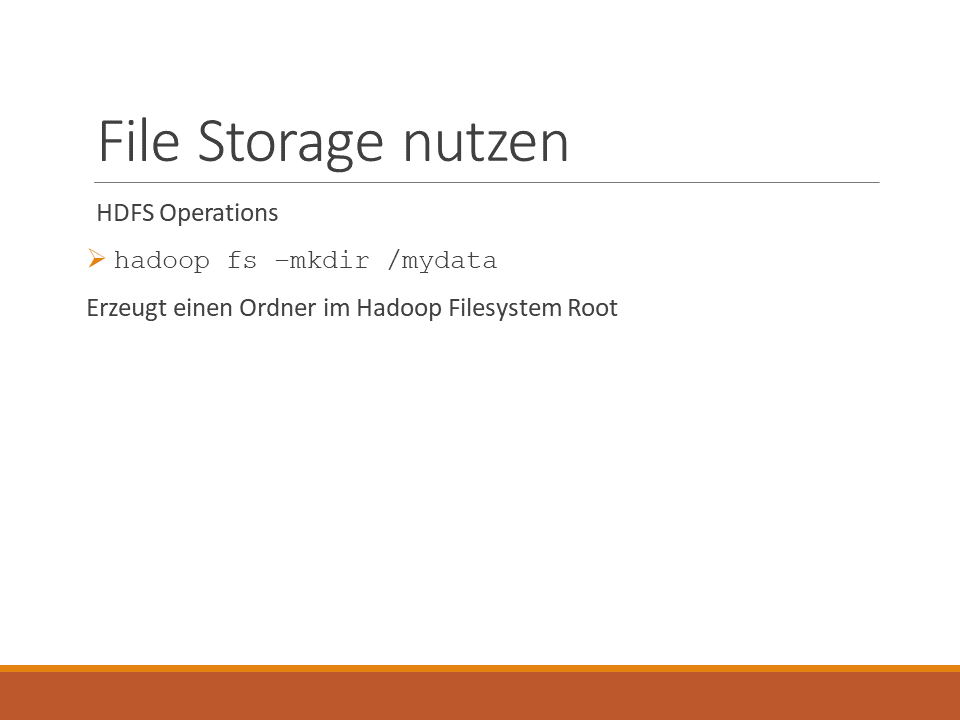 File Storage nutzen
HDFS Operations
hadoop fs –mkdir /mydata
Erzeugt einen Ordner im Hadoop Filesystem Root